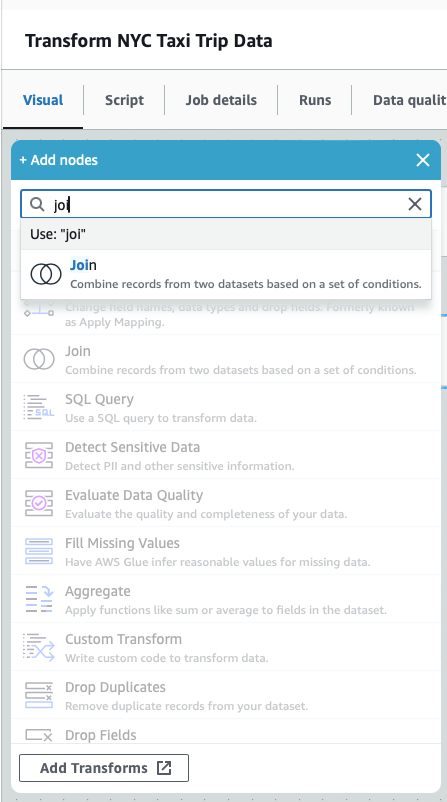 Transform NYC Taxi Trip Data
Visual
Script
Job details
Runs
Data qualit
+ Add nodes
joi
Use: "joi"
Join
Combine records from two datasets based on a set of conditions.
Change field names, data types and drop fields. Formerly known
as Apply Mapping.
Join
Combine records from two datasets based on a set of conditions.
SQL Query
Use a SQL query to transform data.
Detect Sensitive Data
Detect PII and other sensitive information.
Evaluate Data Quality
Evaluate the quality and completeness of your data.
Fill Missing Values
Have AWS Glue infer reasonable values for missing data.
Aggregate
Apply functions like sum or average to fields in the dataset.
Custom Transform
Write custom code to transform data.
Drop Duplicates
Remove duplicate records from your dataset.
Drop Fields
Add Transforms